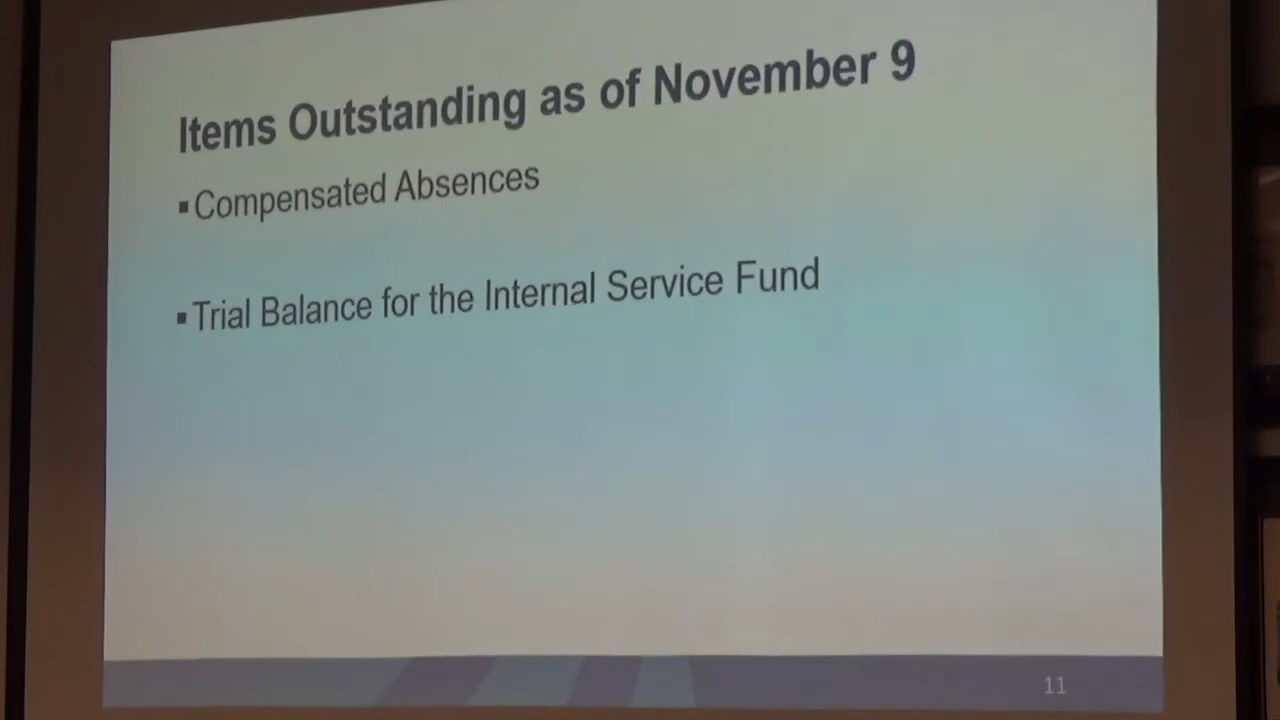 Items Outstanding as of November 9
▪ Compensated Absences
▪ Trial Balance for the Internal Service Fund
11